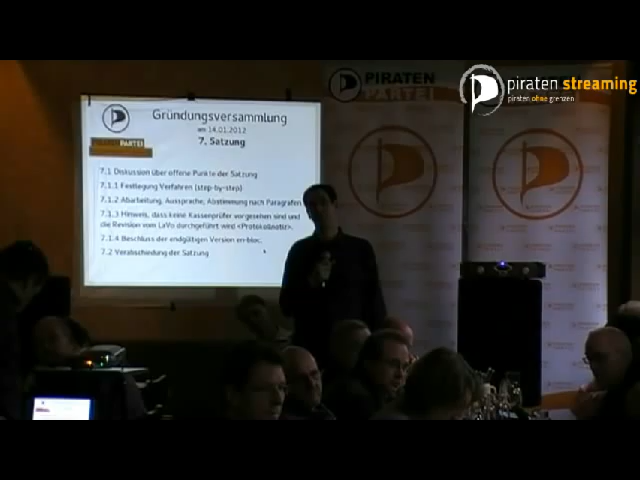 piraten streaming
piraten ohne grenzen
PIRATEN
PARTEI
Gründungsversammlung
am 14.01.2012
7. Satzung
PIRATENPARTEI
7.1 Diskussion über offene Punkte der Satzung
7.1.1 Festlegung Verfahren (step-by-step)
7.1.2 Abarbeitung, Aussprache, Abstimmung nach Paragrafen
7.1.3 Hinweis, dass keine Kassenprüfer vorgesehen sind und
die Revision vom LaVo durchgeführt wird <Protokollnotiz>.
7.1.4 Beschluss der endgültigen Version en-bloc.
7.2 Verabschiedung der Satzung